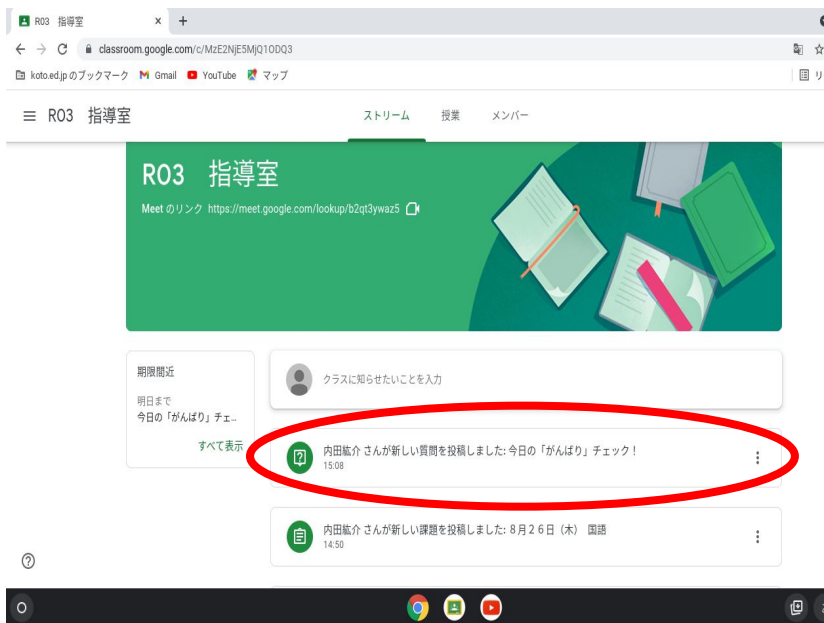 R03 指導室
classroom.google.com/c/MzE2NjE5MjQ1ODQ3
koto.ed.jp のブックマーク Gmail YouTube マップ リ
R03 指導室 ストリーム 授業 メンバー
R03 指導室
Meet のリンク https://meet.google.com/lookup/b2qt3ywaz5
期限間近
明日まで
今日の「がんばり」チェ...
すべて表示
クラスに知らせたいことを入力
内田紘介 さんが新しい質問を投稿しました: 今日の「がんばり」チェック！
15:08
内田紘介 さんが新しい課題を投稿しました: ８月２６日（木） 国語
14:50